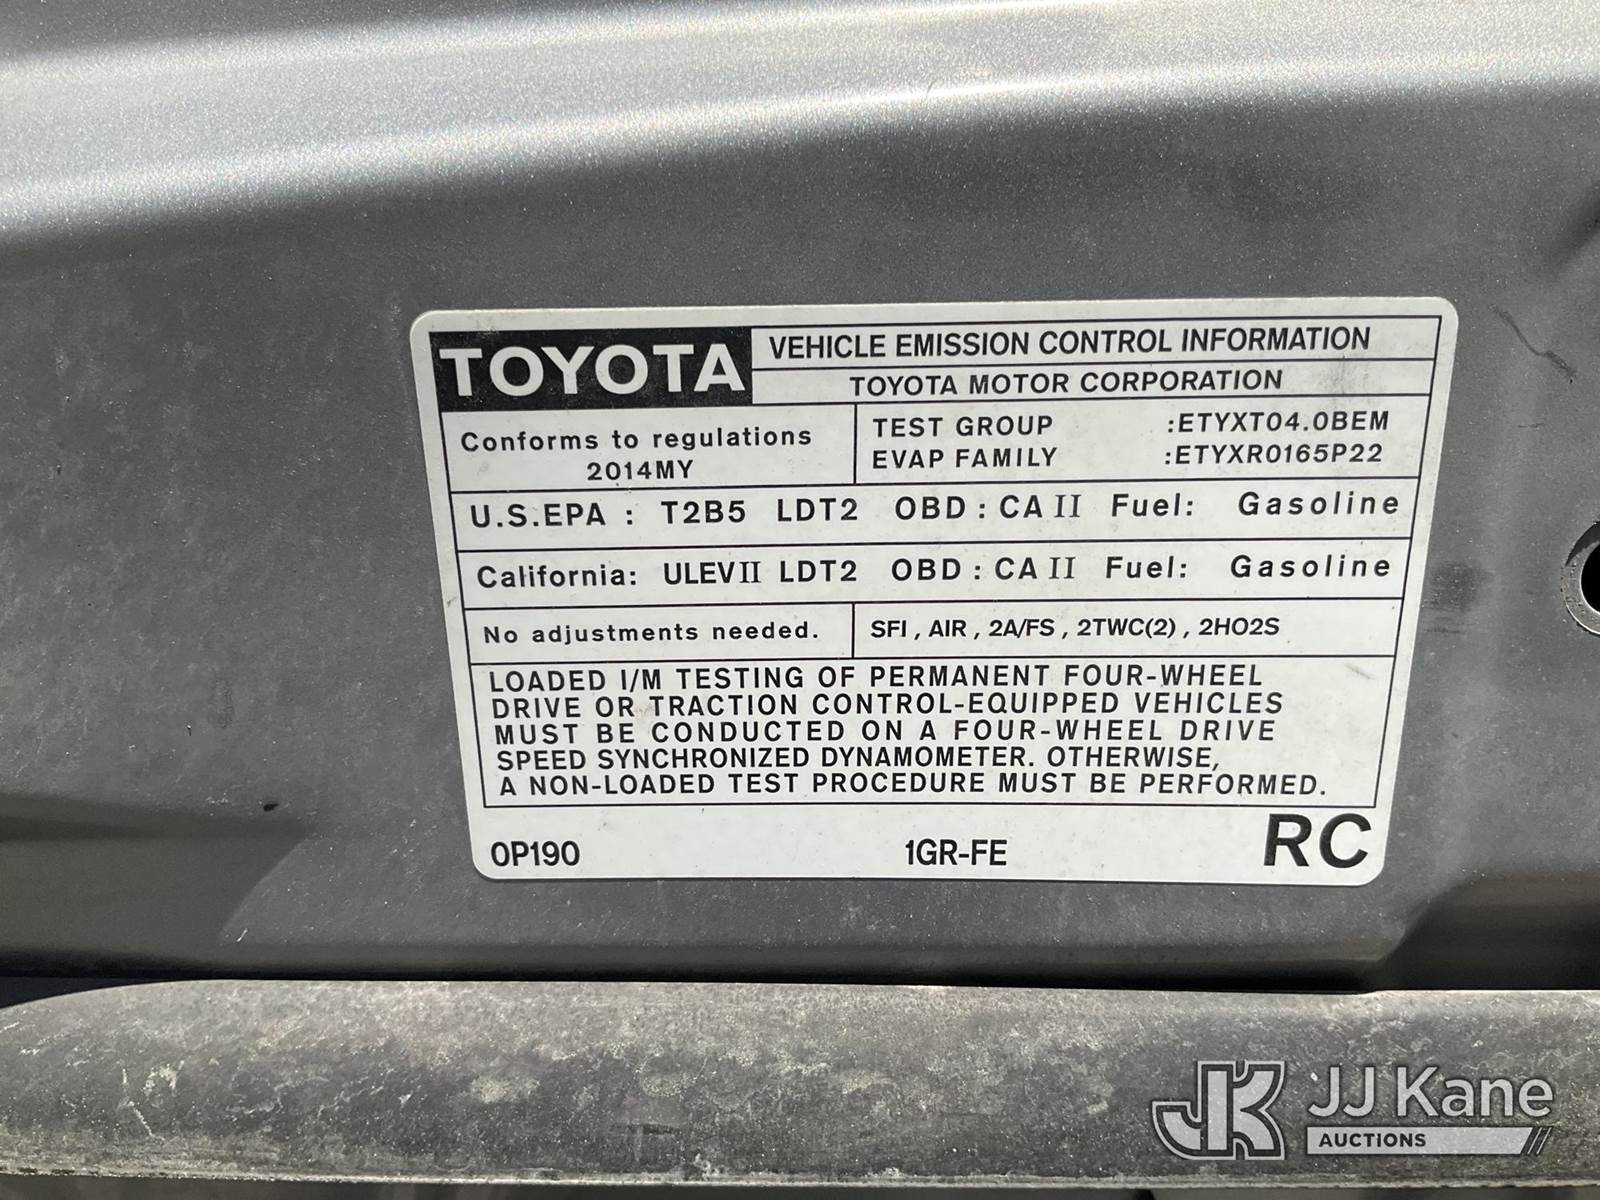 TOYOTA
VEHICLE EMISSION CONTROL INFORMATION
TOYOTA MOTOR CORPORATION
Conforms to regulations
2014MY
TEST GROUP :ETYXT04.0BEM
EVAP FAMILY :ETYXR0165P22
U.S.EPA : T2B5 LDT2 OBD : CA II Fuel: Gasoline
California: ULEV II LDT2 OBD : CA II Fuel: Gasoline
No adjustments needed.
SFI , AIR , 2A/FS , 2TWC(2) , 2HO2S
LOADED I/M TESTING OF PERMANENT FOUR-WHEEL
DRIVE OR TRACTION CONTROL-EQUIPPED VEHICLES
MUST BE CONDUCTED ON A FOUR-WHEEL DRIVE
SPEED SYNCHRONIZED DYNAMOMETER. OTHERWISE,
A NON-LOADED TEST PROCEDURE MUST BE PERFORMED.
0P190 1GR-FE RC
JK JJ Kane
AUCTIONS